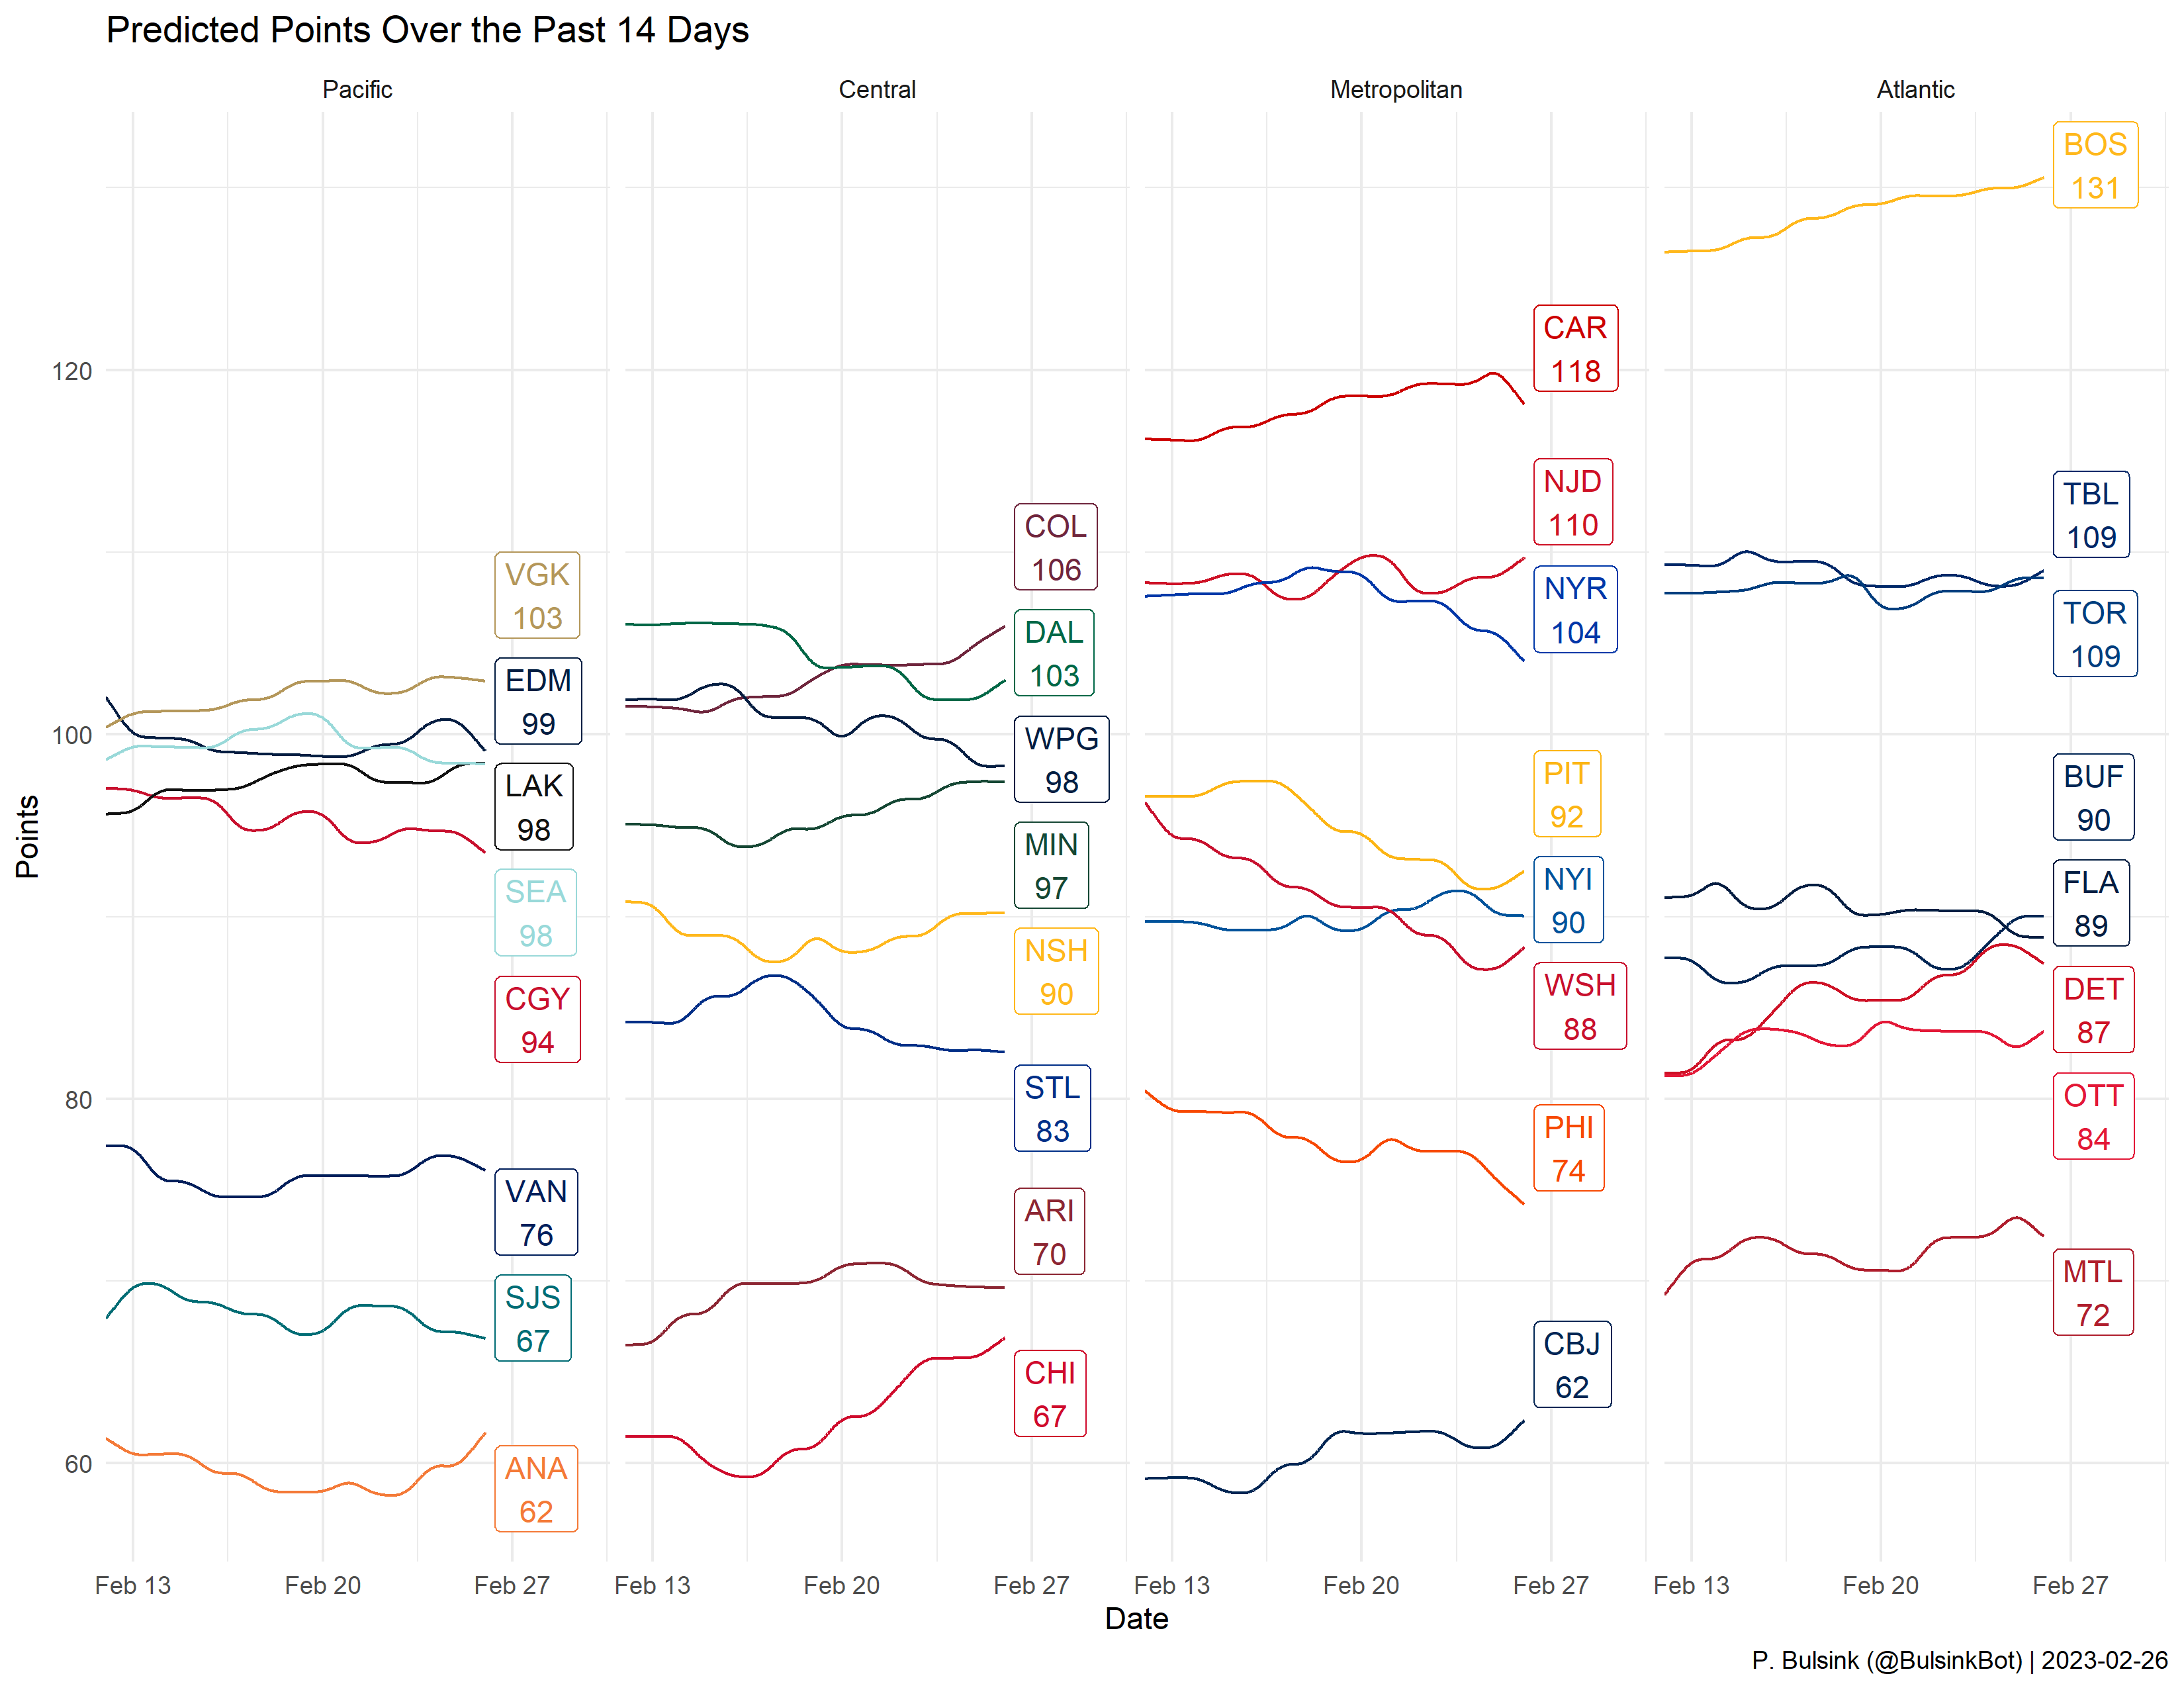 Predicted Points Over the Past 14 Days
Pacific
Central
Metropolitan
Atlantic
Points
120
100
80
60
VGK
103
EDM
99
LAK
98
SEA
98
CGY
94
VAN
76
SJS
67
ANA
62
COL
106
DAL
103
WPG
98
MIN
97
NSH
90
STL
83
ARI
70
CHI
67
CAR
118
NJD
110
NYR
104
PIT
92
NYI
90
WSH
88
PHI
74
CBJ
62
BOS
131
TBL
109
TOR
109
BUF
90
FLA
89
DET
87
OTT
84
MTL
72
Feb 13 Feb 20 Feb 27
Feb 13 Feb 20 Feb 27
Feb 13 Feb 20 Feb 27
Feb 13 Feb 20 Feb 27
Date
P. Bulsink (@BulsinkBot) | 2023-02-26